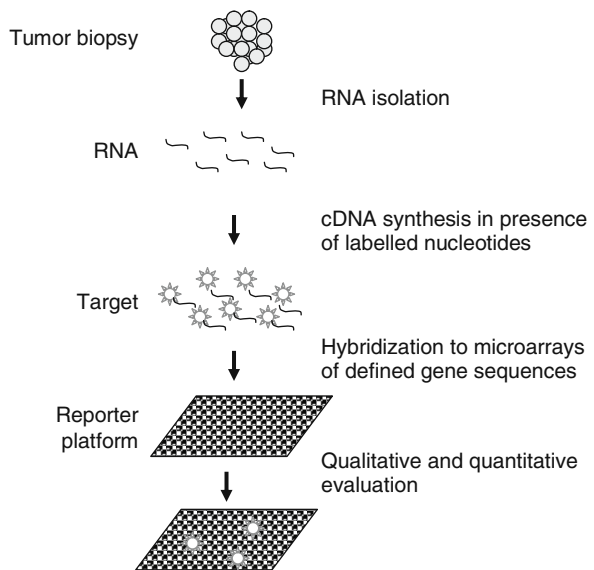 Tumor biopsy
RNA isolation
RNA
cDNA synthesis in presence
of labelled nucleotides
Target
Hybridization to microarrays
of defined gene sequences
Reporter
platform
Qualitative and quantitative
evaluation